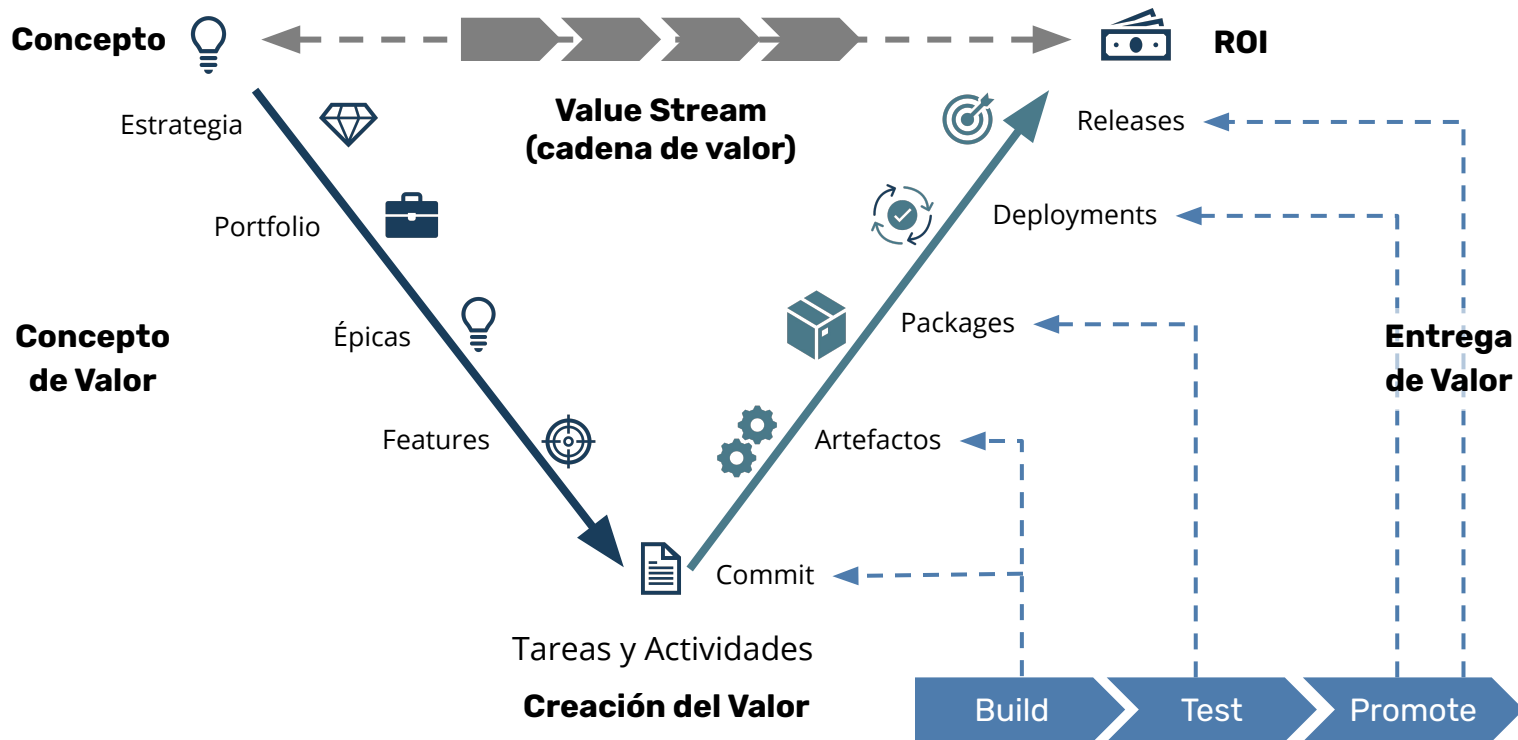 Concepto
ROI
Value Stream
(cadena de valor)
Estrategia
Releases
Portfolio
Deployments
Concepto
de Valor
Épicas
Packages
Entrega
de Valor
Features
Artefactos
Commit
Tareas y Actividades
Creación del Valor
Build
Test
Promote